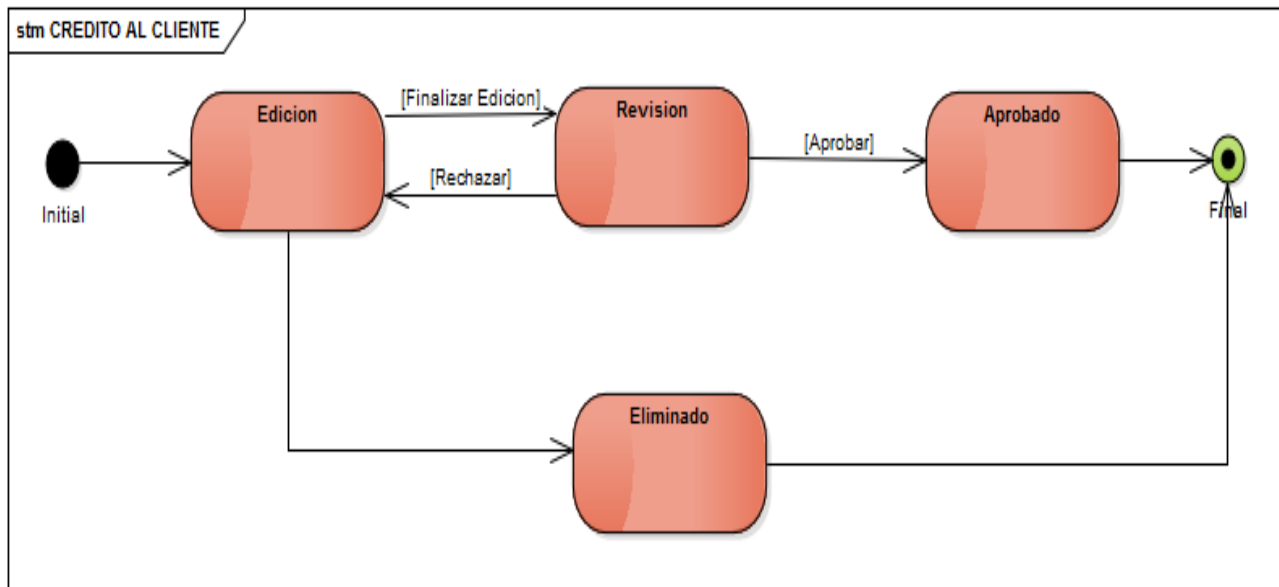 stm CREDITO AL CLIENTE
Edicion
[Finalizar Edicion]
Revision
Aprobado
[Aprobar]
[Rechazar]
Initial
Final
Eliminado